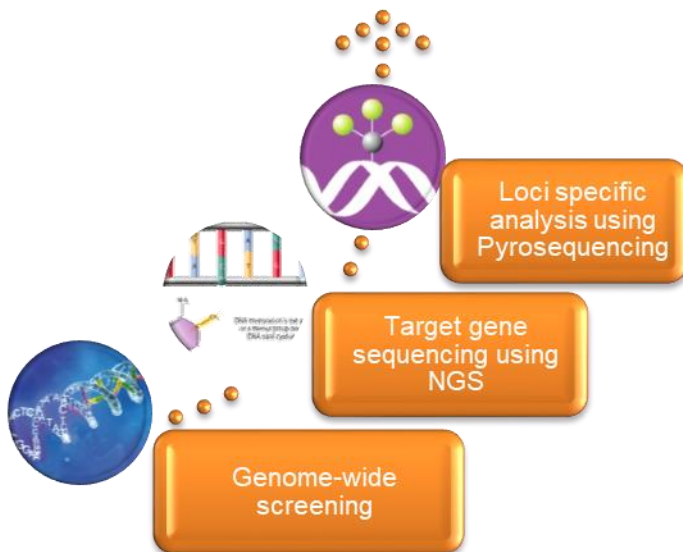 Loci specific
analysis using
Pyrosequencing
Target gene
sequencing using
NGS
Genome-wide
screening